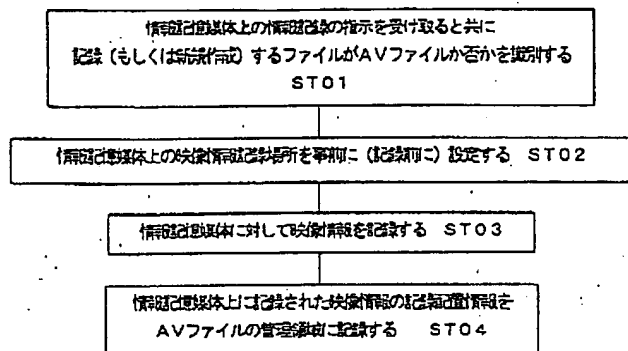 情報記憶媒体上の情報記録の指示を受け取ると共に
記録（もしくは新規作成）するファイルがAVファイルか否かを識別する
ST01
情報記憶媒体上の映像情報記録場所を事前に（記録前に）設定する ST02
情報記憶媒体に対して映像情報を記録する ST03
情報記憶媒体上に記録された映像情報の記録配置情報を
AVファイルの管理領域に記録する ST04